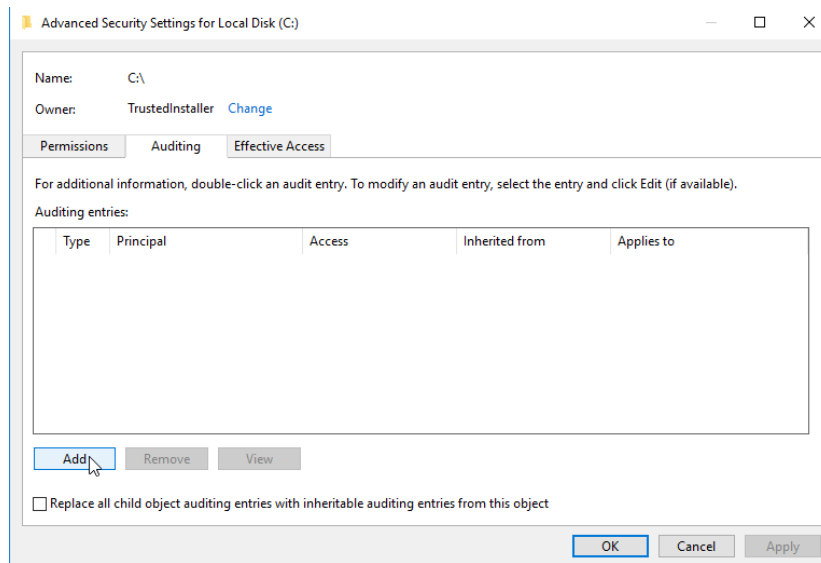 Advanced Security Settings for Local Disk (C:)
Name: C:\
Owner: TrustedInstaller Change
Permissions Auditing Effective Access
For additional information, double-click an audit entry. To modify an audit entry, select the entry and click Edit (if available).
Auditing entries:
Type Principal Access Inherited from Applies to
Add Remove View
Replace all child object auditing entries with inheritable auditing entries from this object
OK Cancel Apply